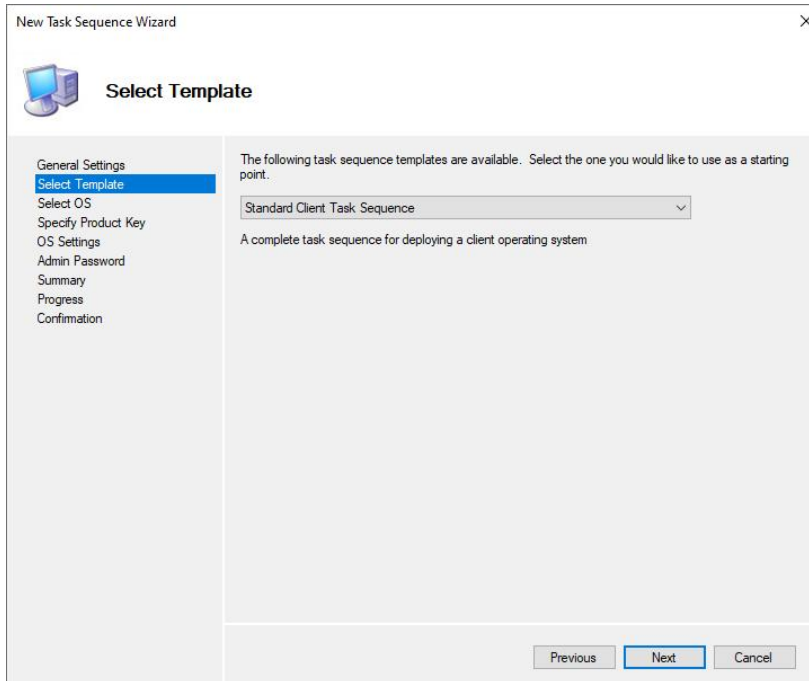 New Task Sequence Wizard
Select Template
General Settings
Select Template
Select OS
Specify Product Key
OS Settings
Admin Password
Summary
Progress
Confirmation
The following task sequence templates are available.  Select the one you would like to use as a starting
point.
Standard Client Task Sequence
A complete task sequence for deploying a client operating system
Previous
Next
Cancel